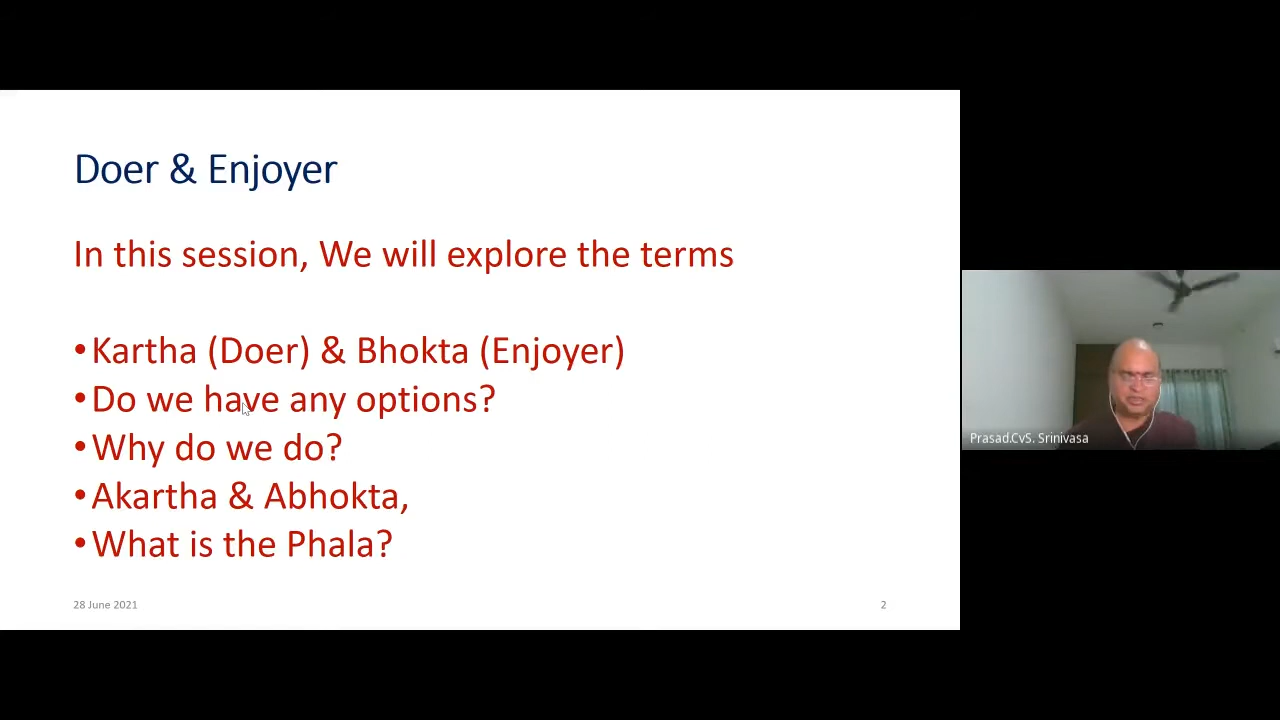 Doer & Enjoyer
In this session, We will explore the terms
•Kartha (Doer) & Bhokta (Enjoyer)
•Do we have any options?
•Why do we do?
•Akartha & Abhokta,
•What is the Phala?
28 June 2021
2
Prasad.CvS. Srinivasa